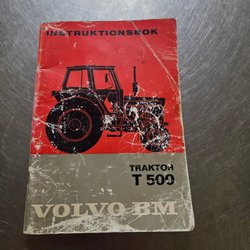 INSTRUKTIONSBOK
TRAKTOR
T 500
VOLVO BM